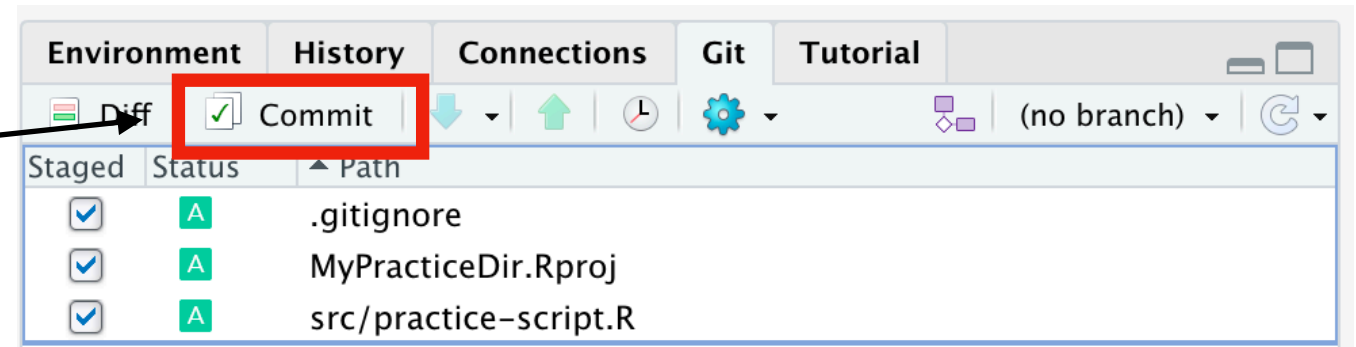 Environment History Connections Git Tutorial
Diff Commit (no branch)
Staged Status Path
A .gitignore
A MyPracticeDir.Rproj
A src/practice-script.R